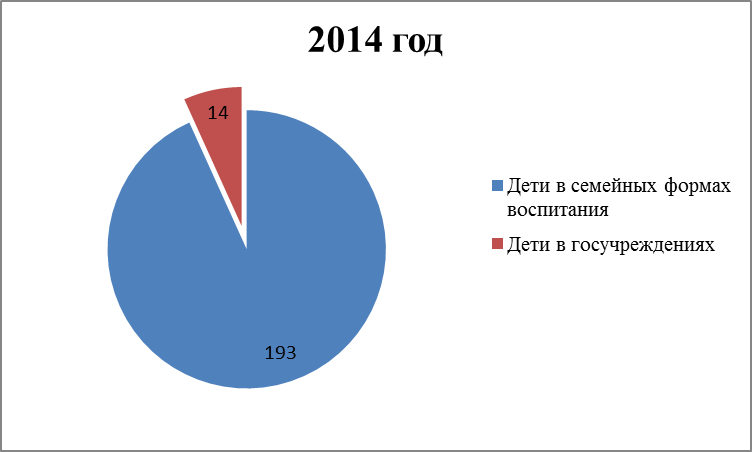 2014 год
14
193
Дети в семейных формах
воспитания
Дети в госучреждениях